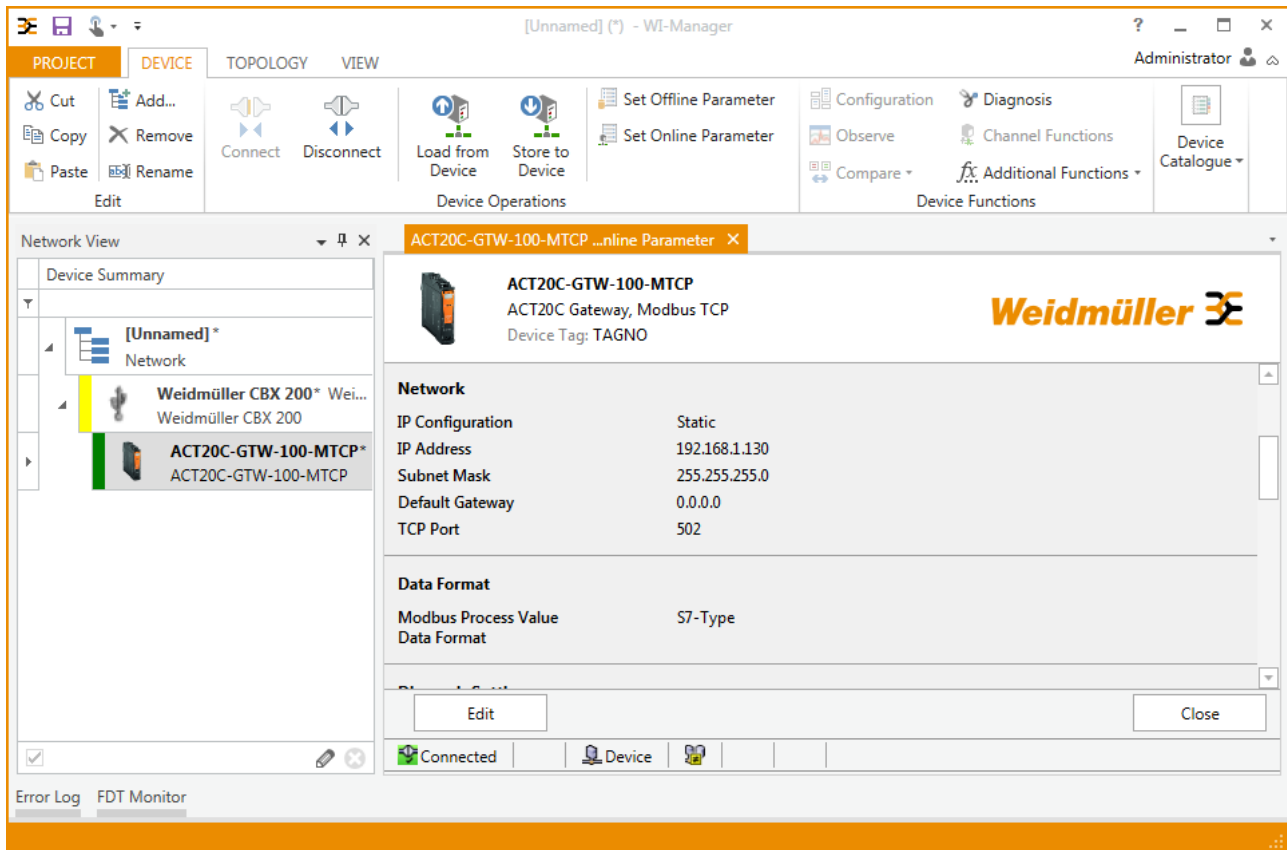 [Unnamed] (*) - WI-Manager
?
PROJECT DEVICE TOPOLOGY VIEW Administrator
Cut Add...
Copy Remove
Paste Rename
Edit
Connect Disconnect
Load from Device
Store to Device
Set Offline Parameter
Set Online Parameter
Device Operations
Configuration Diagnosis
Observe Channel Functions
Compare fx Additional Functions
Device Functions
Device
Catalogue
Network View
Device Summary
[Unnamed]*
Network
Weidmüller CBX 200* Wei...
Weidmüller CBX 200
ACT20C-GTW-100-MTCP*
ACT20C-GTW-100-MTCP
ACT20C-GTW-100-MTCP ...nline Parameter
ACT20C-GTW-100-MTCP
ACT20C Gateway, Modbus TCP
Device Tag: TAGNO
Weidmüller
Network
IP Configuration Static
IP Address 192.168.1.130
Subnet Mask 255.255.255.0
Default Gateway 0.0.0.0
TCP Port 502
Data Format
Modbus Process Value S7-Type
Data Format
Edit Close
Connected Device
Error Log FDT Monitor